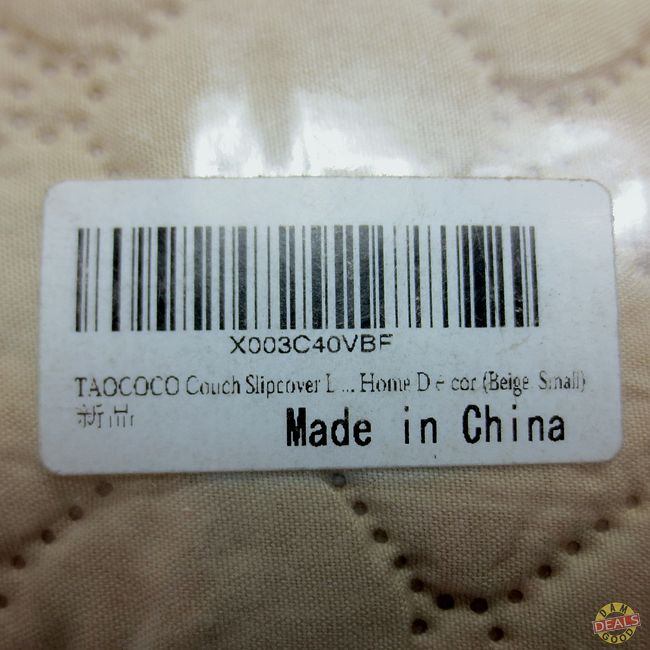 X003C40VBF
TAOCOCO Couch Slipcover L ... Home D e cor (Beige, Small)
新品
Made in China
DAM
DEALS
GOOD